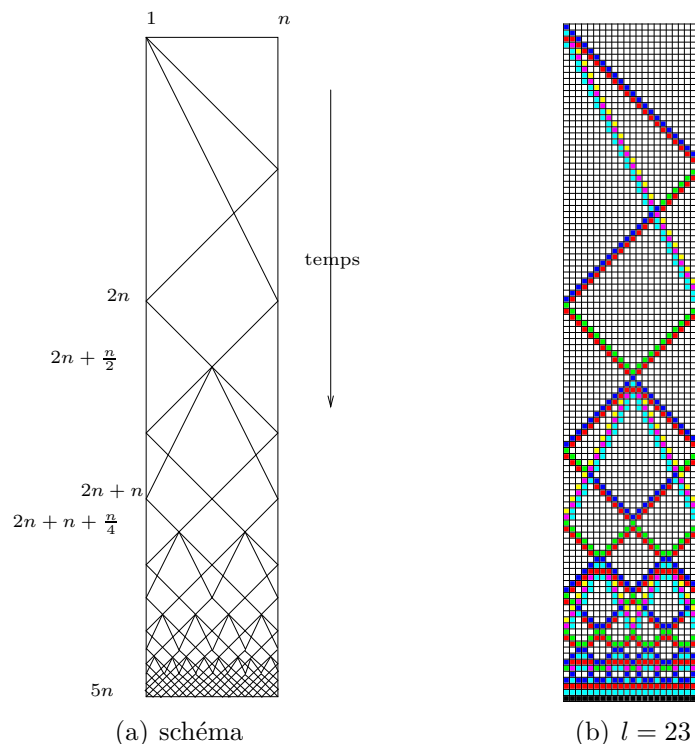 1 n
temps
2n
2n + n/2
2n + n
2n + n + n/4
5n
(a) schéma
(b) l = 23